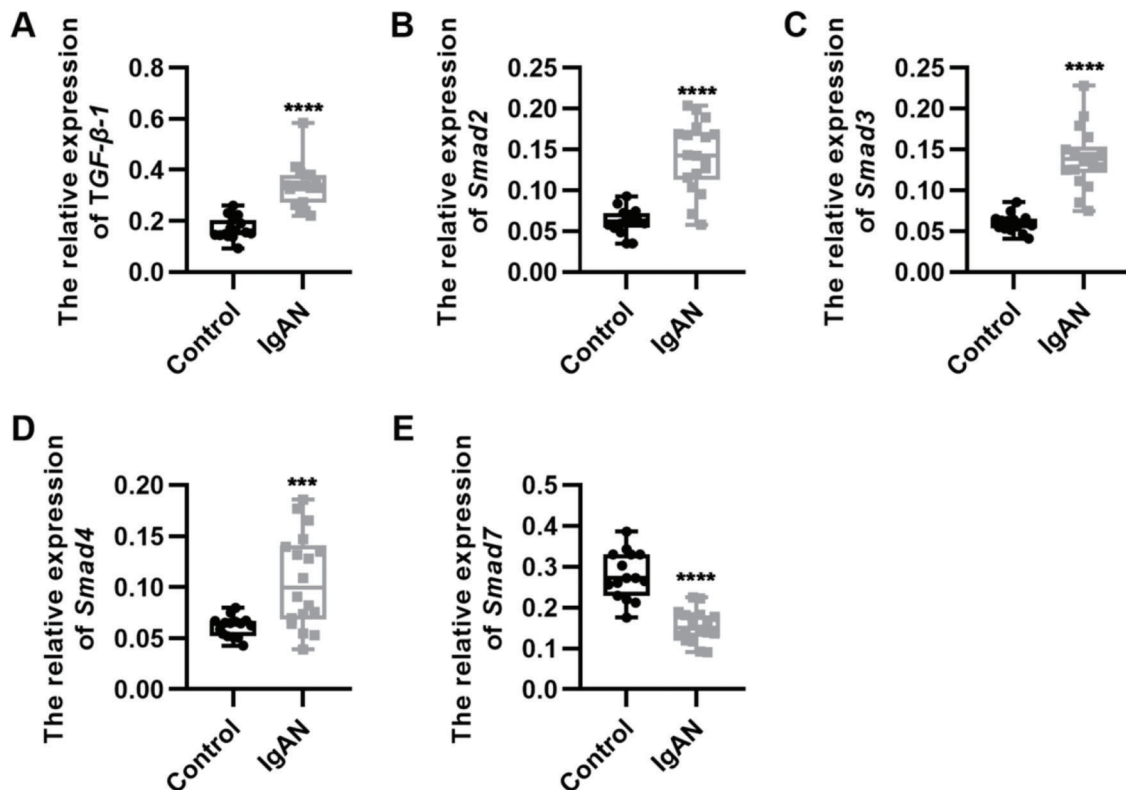 A
The relative expression
of TGF-β-1
0.8
0.6
0.4
0.2
0.0
****
Control
IgAN
B
The relative expression
of Smad2
0.25
0.20
0.15
0.10
0.05
0.00
****
Control
IgAN
C
The relative expression
of Smad3
0.25
0.20
0.15
0.10
0.05
0.00
****
Control
IgAN
D
The relative expression
of Smad4
0.20
0.15
0.10
0.05
0.00
***
Control
IgAN
E
The relative expression
of Smad7
0.5
0.4
0.3
0.2
0.1
0.0
****
Control
IgAN